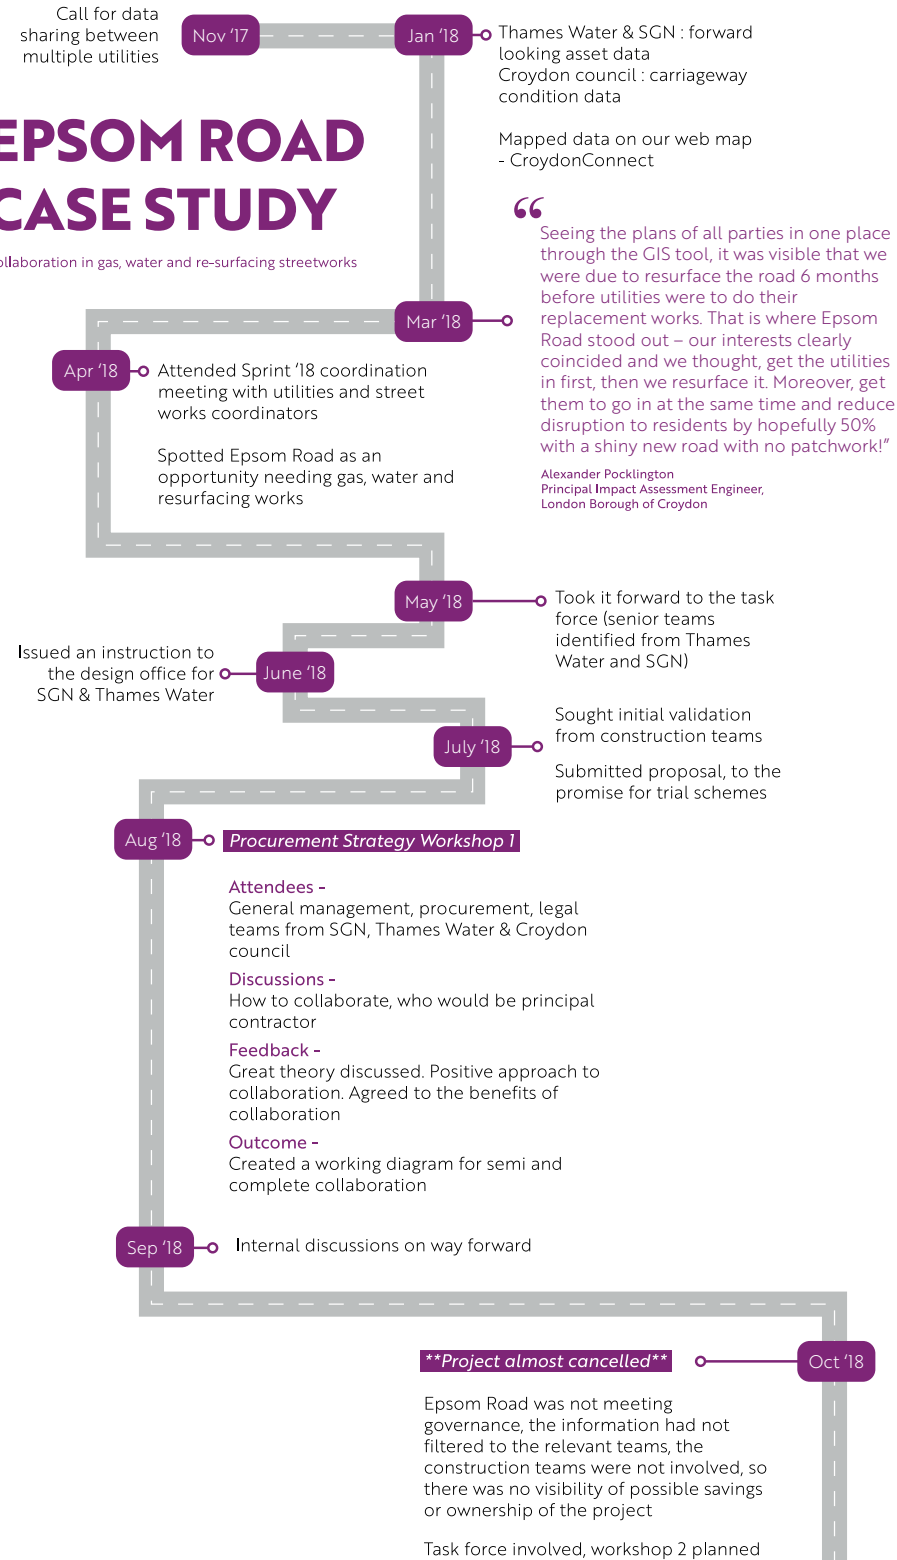 Call for data
sharing between
multiple utilities
Nov ‘17
Jan ‘18
Thames Water & SGN : forward
looking asset data
Croydon council : carriageway
condition data
Mapped data on our web map
- CroydonConnect
EPSOM ROAD
CASE STUDY
ollaboration in gas, water and re-surfacing streetworks
“
Seeing the plans of all parties in one place
through the GIS tool, it was visible that we
were due to resurface the road 6 months
before utilities were to do their
replacement works. That is where Epsom
Road stood out – our interests clearly
coincided and we thought, get the utilities
in first, then we resurface it. Moreover, get
them to go in at the same time and reduce
disruption to residents by hopefully 50%
with a shiny new road with no patchwork!”
Alexander Pocklington
Principal Impact Assessment Engineer,
London Borough of Croydon
Mar ‘18
Apr ‘18
Attended Sprint ‘18 coordination
meeting with utilities and street
works coordinators
Spotted Epsom Road as an
opportunity needing gas, water and
resurfacing works
May ‘18
Took it forward to the task
force (senior teams
identified from Thames
Water and SGN)
Issued an instruction to
the design office for
SGN & Thames Water
June ‘18
July ‘18
Sought initial validation
from construction teams
Submitted proposal, to the
promise for trial schemes
Aug ‘18
Procurement Strategy Workshop 1
Attendees -
General management, procurement, legal
teams from SGN, Thames Water & Croydon
council
Discussions -
How to collaborate, who would be principal
contractor
Feedback -
Great theory discussed. Positive approach to
collaboration. Agreed to the benefits of
collaboration
Outcome -
Created a working diagram for semi and
complete collaboration
Sep ‘18
Internal discussions on way forward
**Project almost cancelled**
Oct ‘18
Epsom Road was not meeting
governance, the information had not
filtered to the relevant teams, the
construction teams were not involved, so
there was no visibility of possible savings
or ownership of the project
Task force involved, workshop 2 planned